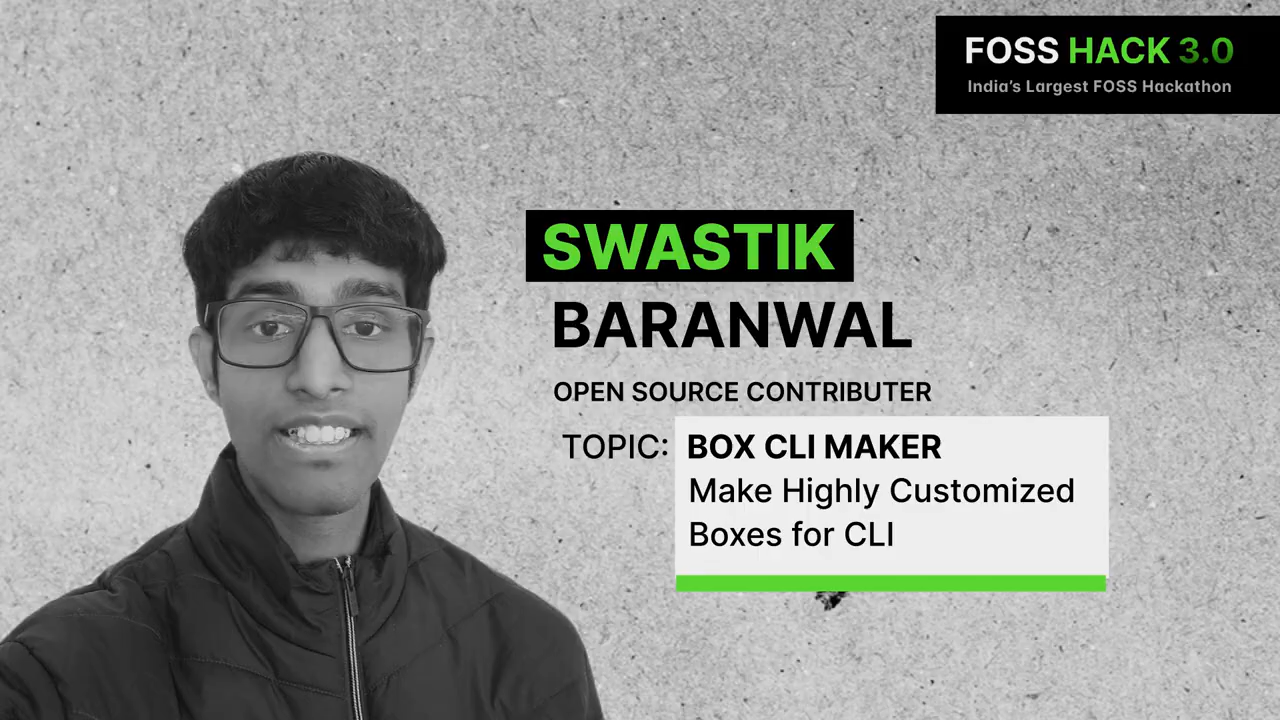 FOSS HACK 3.0
India's Largest FOSS Hackathon
SWASTIK
BARANWAL
OPEN SOURCE CONTRIBUTER
TOPIC: BOX CLI MAKER
Make Highly Customized
Boxes for CLI